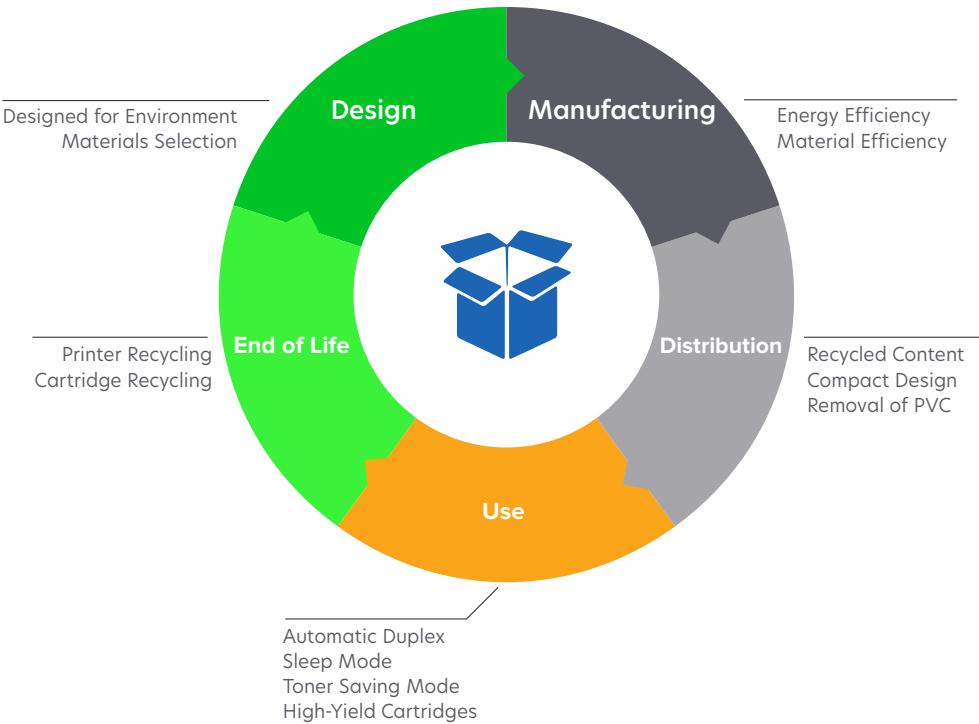 Design
Manufacturing
Designed for Environment
Materials Selection
Energy Efficiency
Material Efficiency
End of Life
Distribution
Printer Recycling
Cartridge Recycling
Recycled Content
Compact Design
Removal of PVC
Use
Automatic Duplex
Sleep Mode
Toner Saving Mode
High-Yield Cartridges